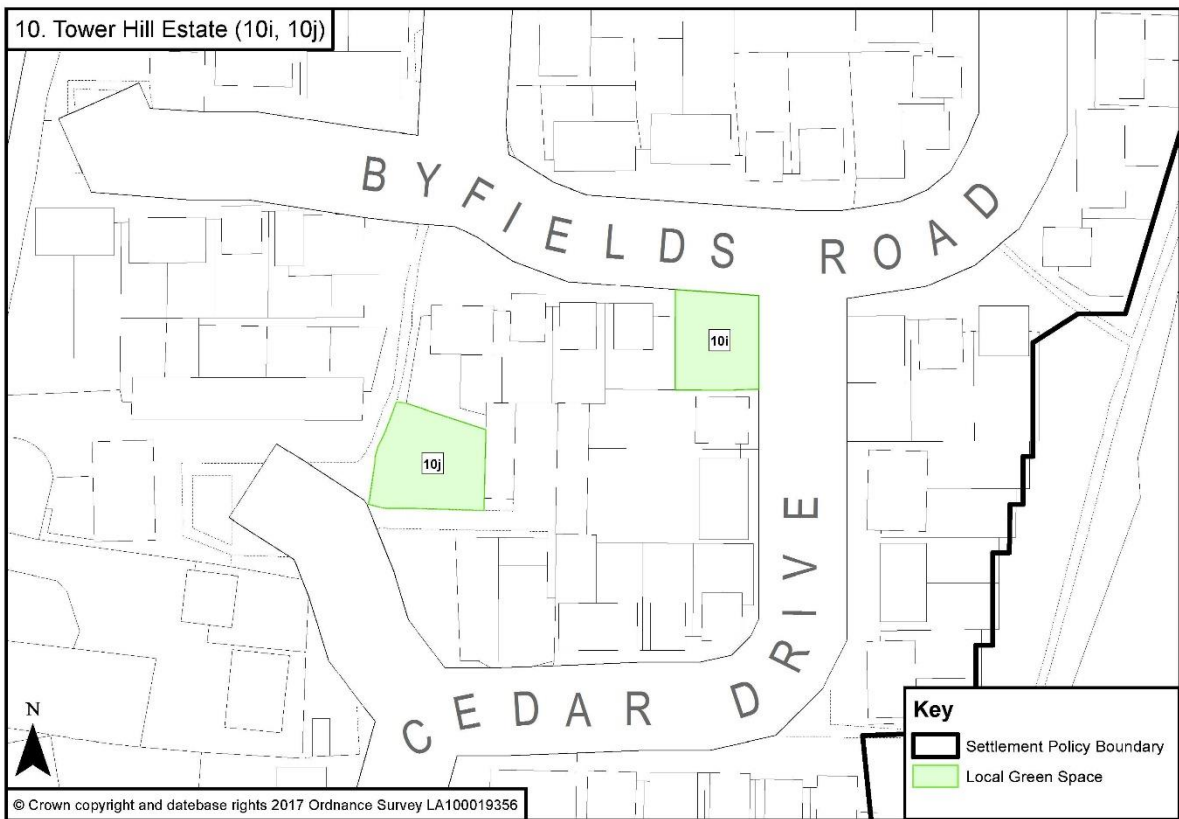 10. Tower Hill Estate (10i, 10j)
BYFIELDS ROAD
10i
10j
CEDAR DRIVE
N
Key
Settlement Policy Boundary
Local Green Space
© Crown copyright and datebase rights 2017 Ordnance Survey LA100019356